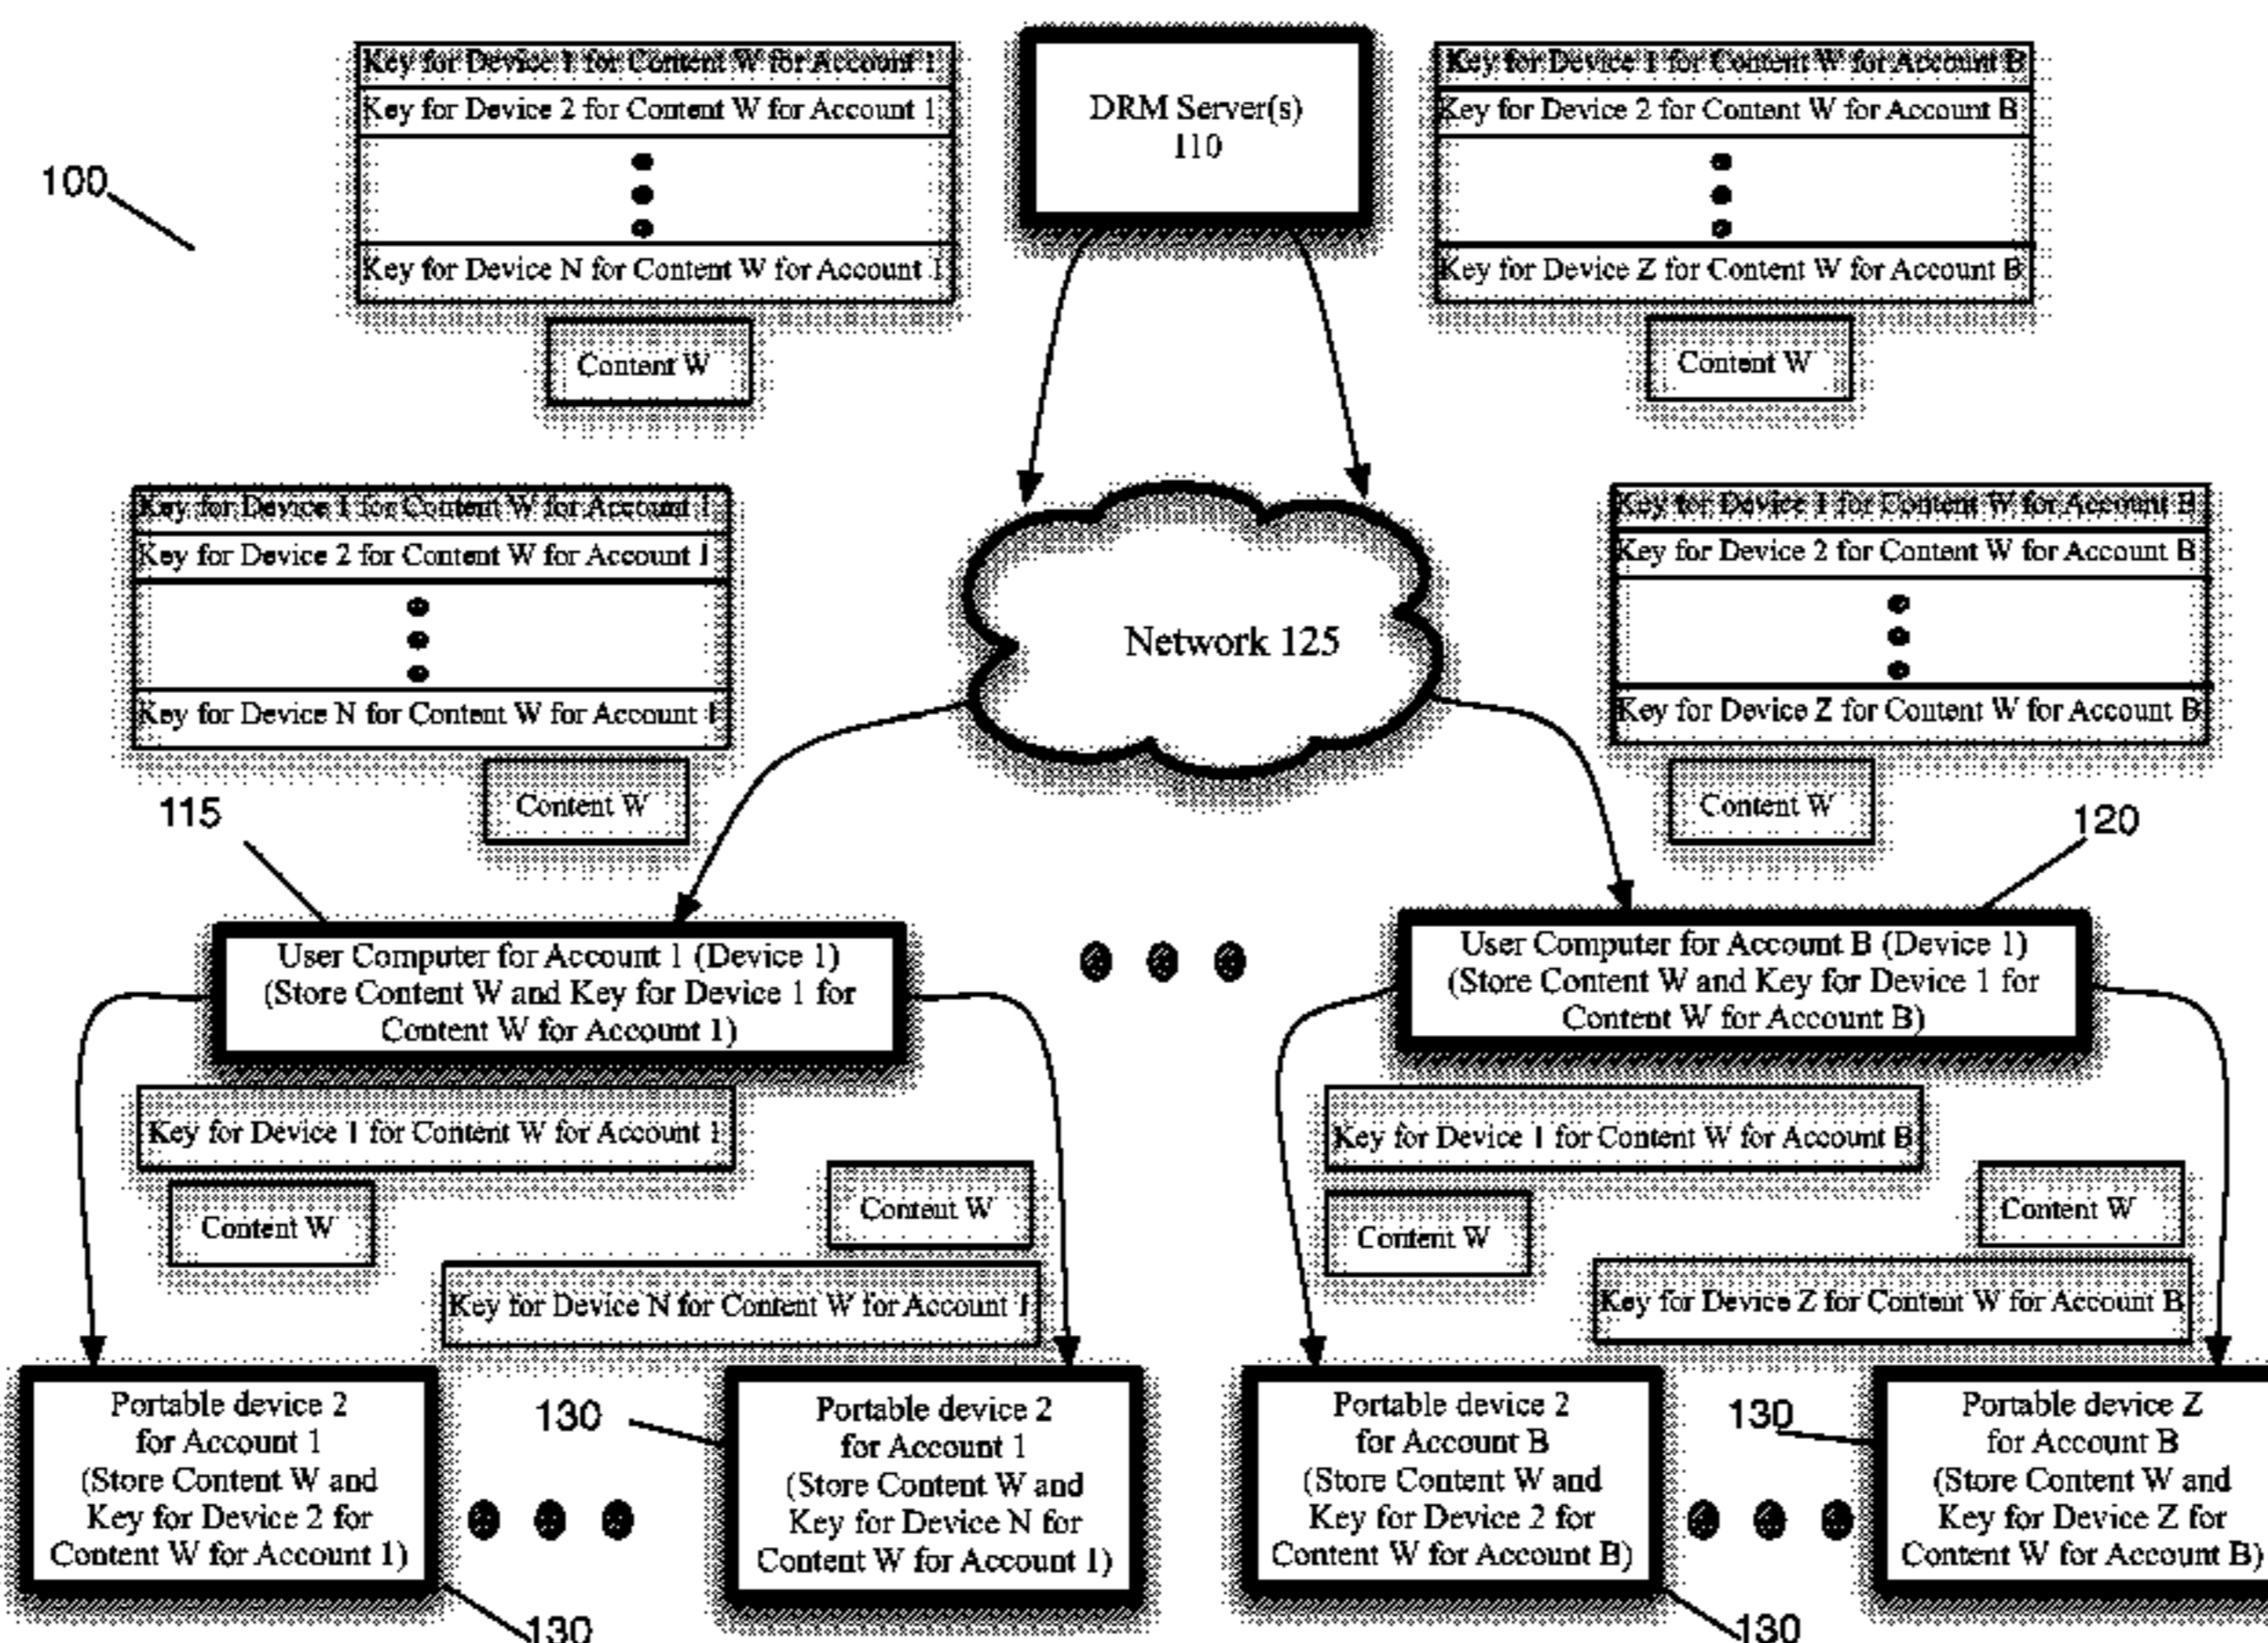 Key for Device 1 for Content W for Account 1
Key for Device 2 for Content W for Account 1
Key for Device N for Content W for Account 1
Content W
DRM Server(s)
110
Key for Device 1 for Content W for Account B
Key for Device 2 for Content W for Account B
Key for Device Z for Content W for Account B
Content W
100
Key for Device 1 for Content W for Account 1
Key for Device 2 for Content W for Account 1
Key for Device N for Content W for Account 1
Content W
Network 125
Key for Device 1 for Content W for Account B
Key for Device 2 for Content W for Account B
Key for Device Z for Content W for Account B
Content W
115
120
User Computer for Account 1 (Device 1)
(Store Content W and Key for Device 1 for
Content W for Account 1)
User Computer for Account B (Device 1)
(Store Content W and Key for Device 1 for
Content W for Account B)
Key for Device 1 for Content W for Account 1
Content W
Content W
Key for Device N for Content W for Account 1
Key for Device 1 for Content W for Account B
Content W
Content W
Key for Device Z for Content W for Account B
Portable device 2
for Account 1
(Store Content W and
Key for Device 2 for
Content W for Account 1)
130
130
Portable device 2
for Account 1
(Store Content W and
Key for Device N for
Content W for Account 1)
Portable device 2
for Account B
(Store Content W and
Key for Device 2 for
Content W for Account B)
130
130
Portable device Z
for Account B
(Store Content W and
Key for Device Z for
Content W for Account B)